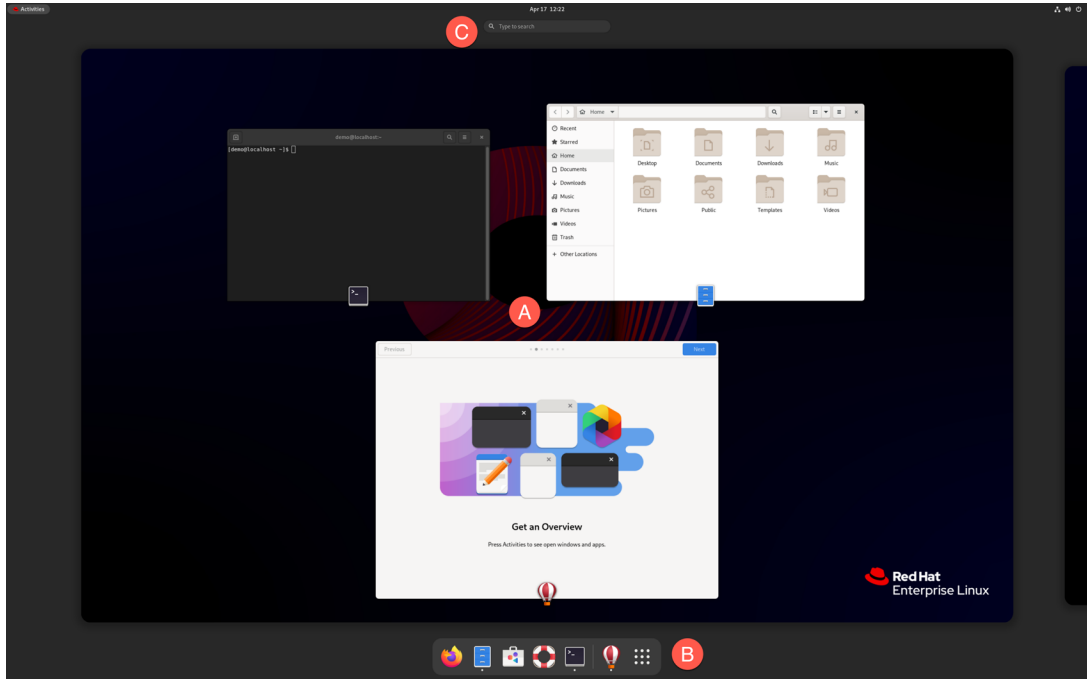 Activities
Apr 17 12:22
C
Type to search
demo@localhost:~
[demo@localhost ~]$
Home
Recent
Starred
Home
Documents
Downloads
Music
Pictures
Videos
Trash
+ Other Locations
Desktop
Documents
Downloads
Music
Pictures
Public
Templates
Videos
A
Previous
Next
Get an Overview
Press Activities to see open windows and apps.
Red Hat
Enterprise Linux
B